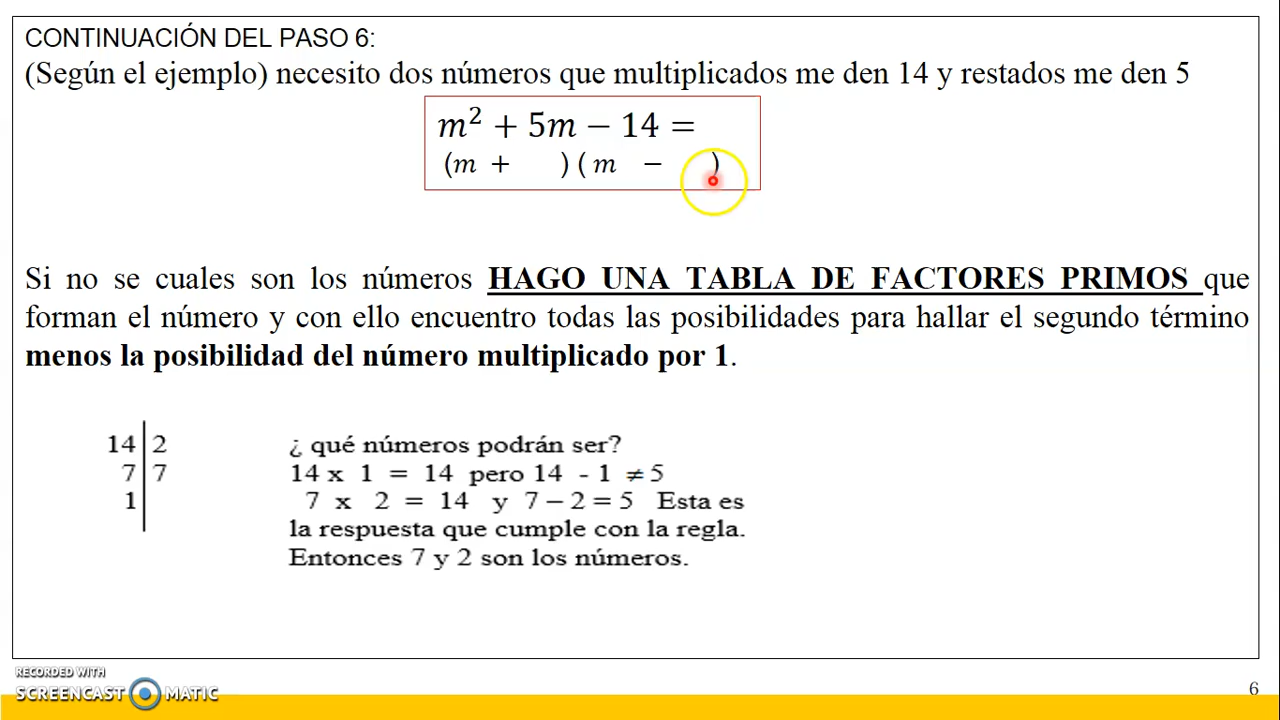 CONTINUACIÓN DEL PASO 6:
(Según el ejemplo) necesito dos números que multiplicados me den 14 y restados me den 5
m² + 5m − 14 =
(m + ) ( m − )
Si no se cuales son los números HAGO UNA TABLA DE FACTORES PRIMOS que
forman el número y con ello encuentro todas las posibilidades para hallar el segundo término
menos la posibilidad del número multiplicado por 1.
14 | 2
7 | 7
1 |
¿ qué números podrán ser?
14 x 1 = 14 pero 14 - 1 ≠ 5
7 x 2 = 14 y 7 – 2 = 5 Esta es
la respuesta que cumple con la regla.
Entonces 7 y 2 son los números.
RECORDED WITH
SCREENCAST MATIC
6